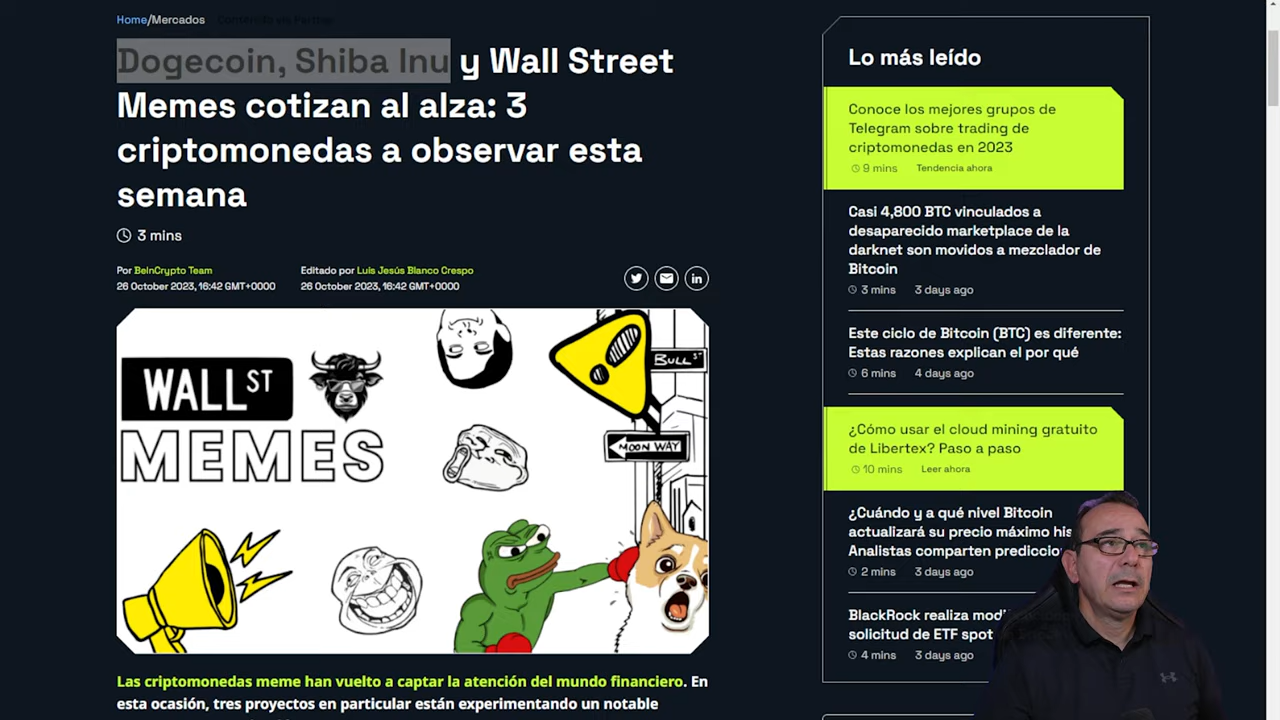 Home/Mercados Contenido del Partner
Dogecoin, Shiba Inu y Wall Street
Memes cotizan al alza: 3
criptomonedas a observar esta
semana
3 mins
Por BeInCrypto Team
26 October 2023, 16:42 GMT+0000
Editado por Luis Jesús Blanco Crespo
26 October 2023, 16:42 GMT+0000
WALL ST
MEMES
BULL ST
MOON WAY
Las criptomonedas meme han vuelto a captar la atención del mundo financiero. En
esta ocasión, tres proyectos en particular están experimentando un notable
Lo más leído
Conoce los mejores grupos de
Telegram sobre trading de
criptomonedas en 2023
9 mins Tendencia ahora
Casi 4,800 BTC vinculados a
desaparecido marketplace de la
darknet son movidos a mezclador de
Bitcoin
3 mins 3 days ago
Este ciclo de Bitcoin (BTC) es diferente:
Estas razones explican el por qué
6 mins 4 days ago
¿Cómo usar el cloud mining gratuito
de Libertex? Paso a paso
10 mins Leer ahora
¿Cuándo y a qué nivel Bitcoin
actualizará su precio máximo his
Analistas comparten prediccio
2 mins 3 days ago
BlackRock realiza modi
solicitud de ETF spot
4 mins 3 days ago